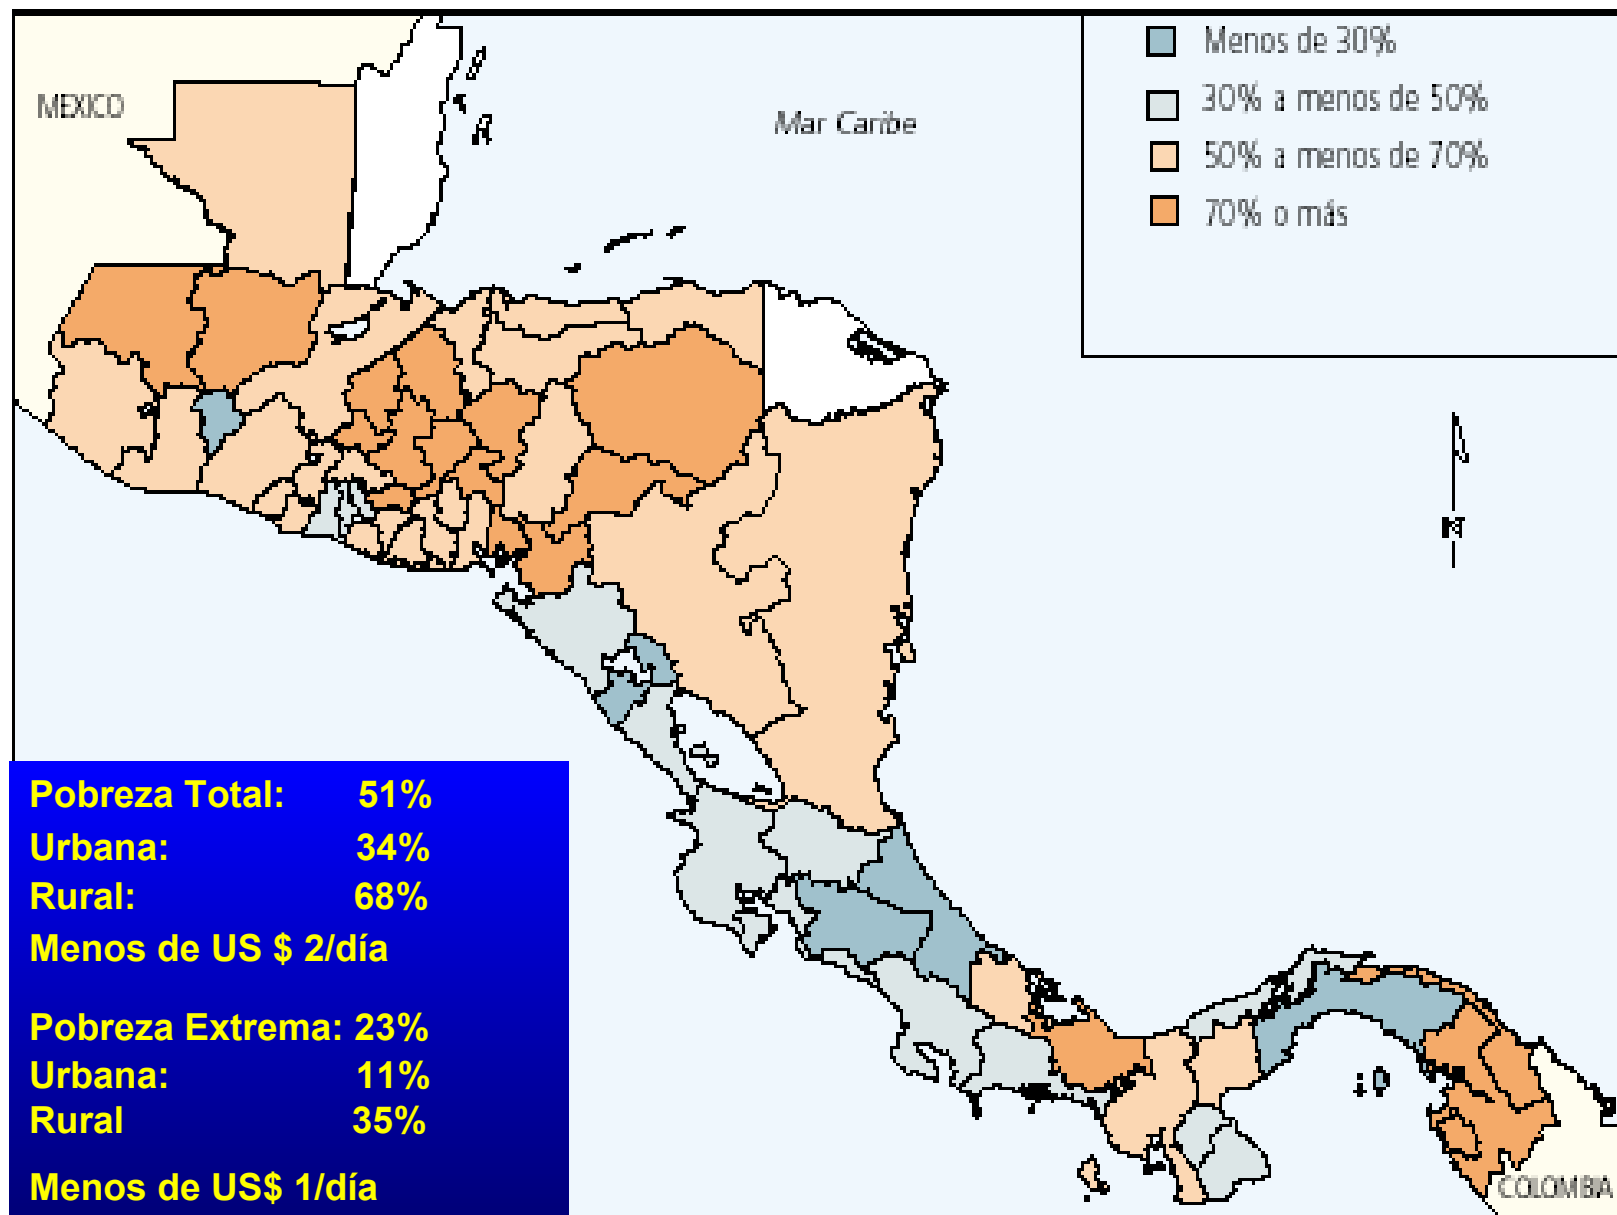 MEXICO
Mar Caribe
Menos de 30%
30% a menos de 50%
50% a menos de 70%
70% o más
N
Pobreza Total: 51%
Urbana: 34%
Rural: 68%
Menos de US $ 2/día
Pobreza Extrema: 23%
Urbana: 11%
Rural 35%
Menos de US$ 1/día
COLOMBIA